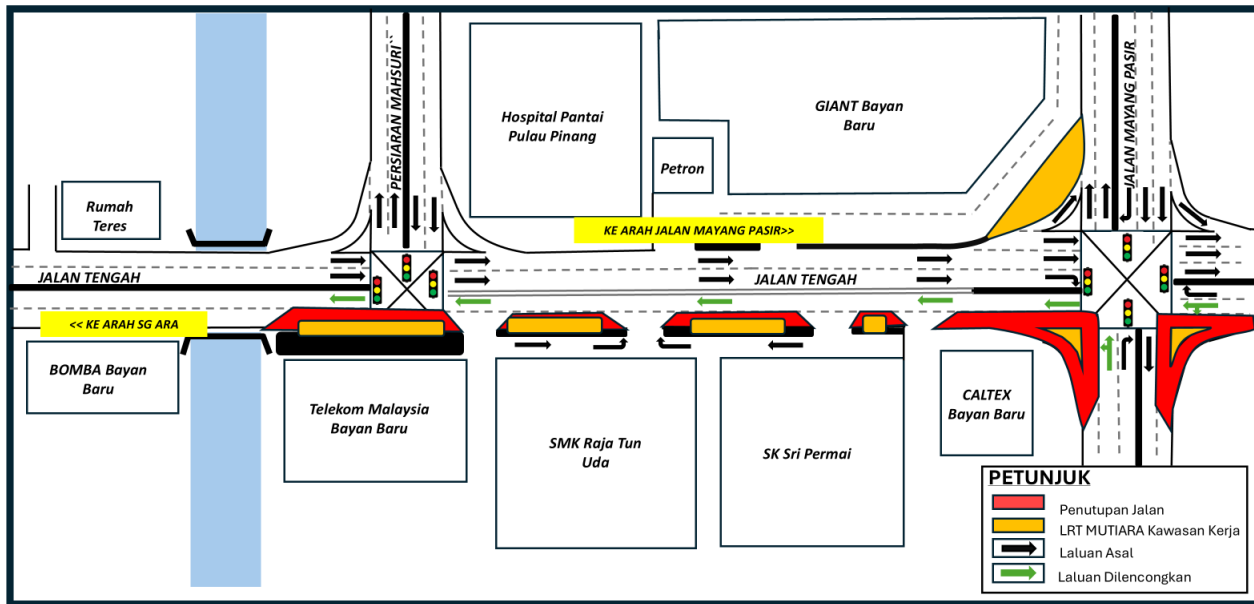 PERSIARAN MAHSURI``
Hospital Pantai
Pulau Pinang
GIANT Bayan
Baru
JALAN MAYANG PASIR
Petron
Rumah
Teres
KE ARAH JALAN MAYANG PASIR>>
JALAN TENGAH
JALAN TENGAH
<< KE ARAH SG ARA
BOMBA Bayan
Baru
Telekom Malaysia
Bayan Baru
SMK Raja Tun
Uda
SK Sri Permai
CALTEX
Bayan Baru
PETUNJUK
Penutupan Jalan
LRT MUTIARA Kawasan Kerja
Laluan Asal
Laluan Dilencongkan